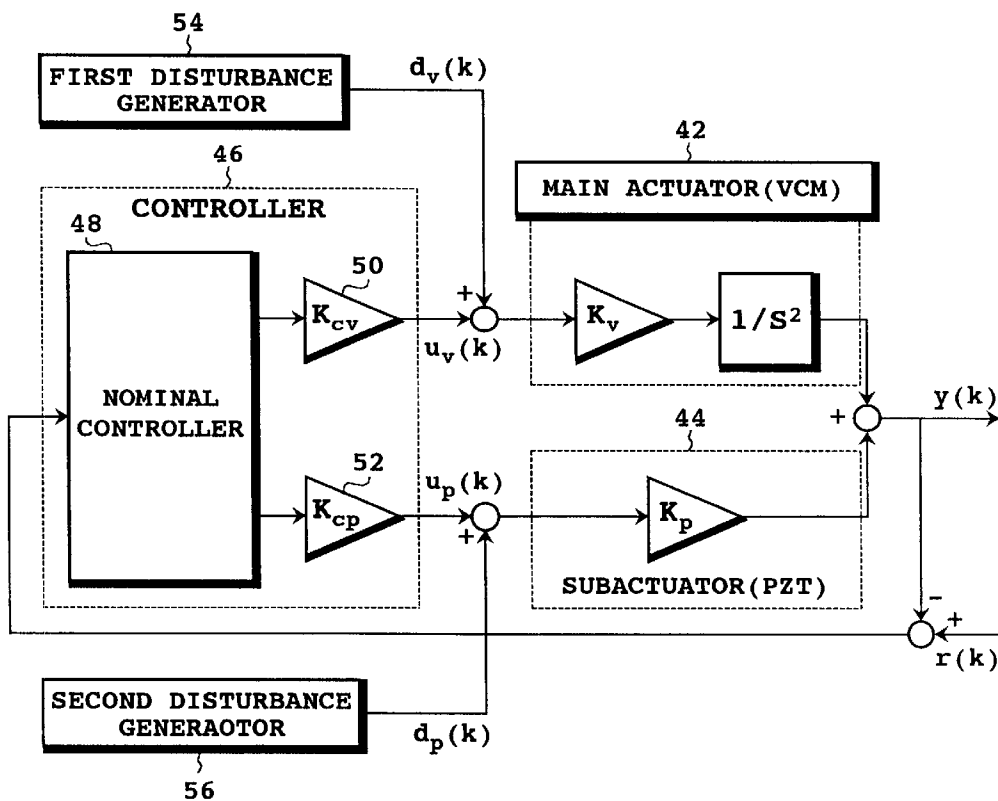 54
FIRST DISTURBANCE
GENERATOR
d_v(k)
46
CONTROLLER
42
MAIN ACTUATOR(VCM)
48
NOMINAL
CONTROLLER
50
K_cv
+
u_v(k)
K_v
1/S²
52
K_cp
u_p(k)
+
44
K_p
SUBACTUATOR(PZT)
+
y(k)
-
+
r(k)
SECOND DISTURBANCE
GENERAOTOR
d_p(k)
56